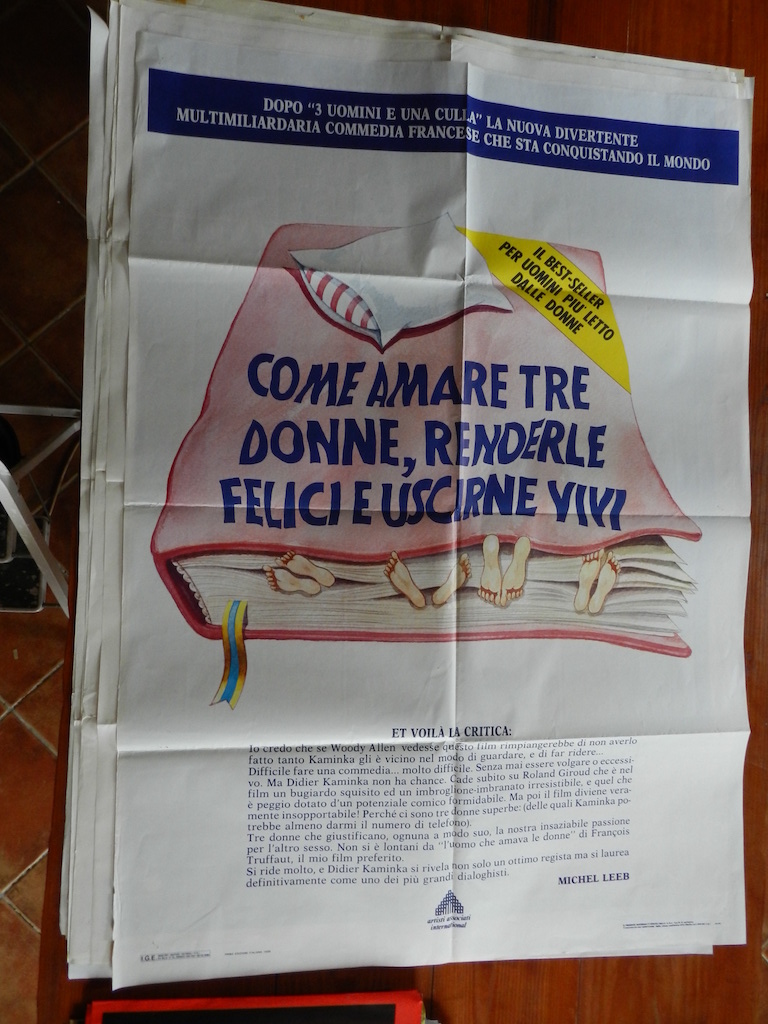 DOPO "3 UOMINI E UNA CULLA" LA NUOVA DIVERTENTE
MULTIMILIARDARIA COMMEDIA FRANCESE CHE STA CONQUISTANDO IL MONDO
IL BEST-SELLER
PER UOMINI PIU' LETTO
DALLE DONNE
COME AMARE TRE
DONNE, RENDERLE
FELICI E USCIRNE VIVI
ET VOILÀ LA CRITICA:
Io credo che se Woody Allen vedesse questo film rimpiangerebbe di non averlo
fatto tanto Kaminka gli è vicino nel modo di guardare, e di far ridere...
Difficile fare una commedia... molto difficile. Senza mai essere volgare o eccessi-
vo. Ma Didier Kaminka non ha chance. Cade subito su Roland Giroud che è nel
film un bugiardo squisito ed un imbroglione-imbranato irresistibile, e quel che
è peggio dotato d'un potenziale comico formidabile. Ma poi il film diviene vera-
mente insopportabile! Perché ci sono tre donne superbe: (delle quali Kaminka po-
trebbe almeno darmi il numero di telefono).
Tre donne che giustificano, ognuna a modo suo, la nostra insaziabile passione
per l'altro sesso. Non si è lontani da "l'uomo che amava le donne" di François
Truffaut, il mio film preferito.
Si ride molto, e Didier Kaminka si rivela non solo un ottimo regista ma si laurea
definitivamente come uno dei più grandi dialoghisti.
MICHEL LEEB
artisti associati
international
I.G.E.